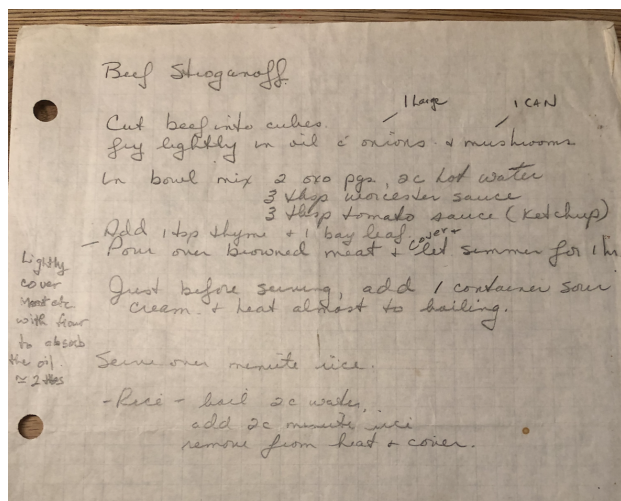 Beef Stroganoff
1 Large
1 CAN
Cut beef into cubes.
fry lightly in oil c̄ onions & mushrooms
In bowl mix 2 oxo pgs, 2c hot water
3 tbsp worcester sauce
3 tbsp tomato sauce (Ketchup)
Add 1 tsp thyme & 1 bay leaf.
cover +
Pour over browned meat & let simmer for 1 hr
Lightly
cover
meat etc
with flour
to absorb
the oil.
≈ 2 tbs
Just before serving, add 1 container sour
cream & heat almost to boiling.
Serve over minute rice.
- Rice - boil 2c water,
add 2c minute rice
remove from heat & cover.